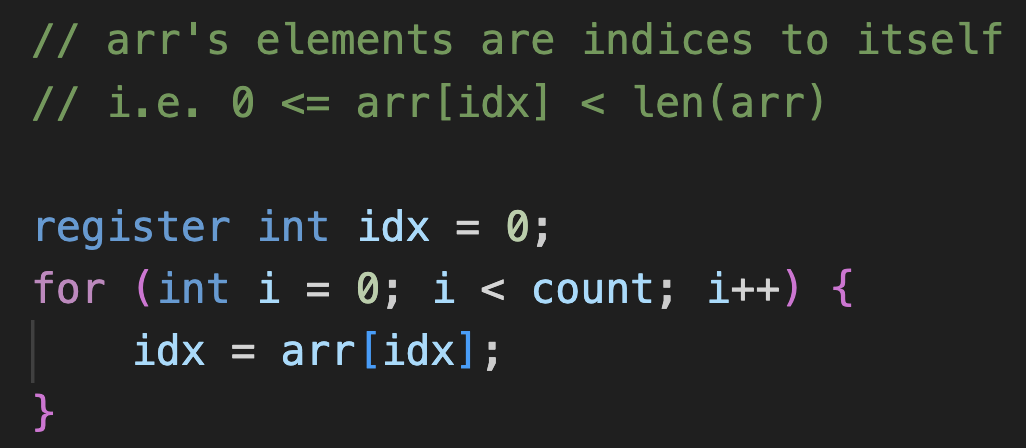 // arr's elements are indices to itself
// i.e. 0 <= arr[idx] < len(arr)
register int idx = 0;
for (int i = 0; i < count; i++) {
    idx = arr[idx];
}